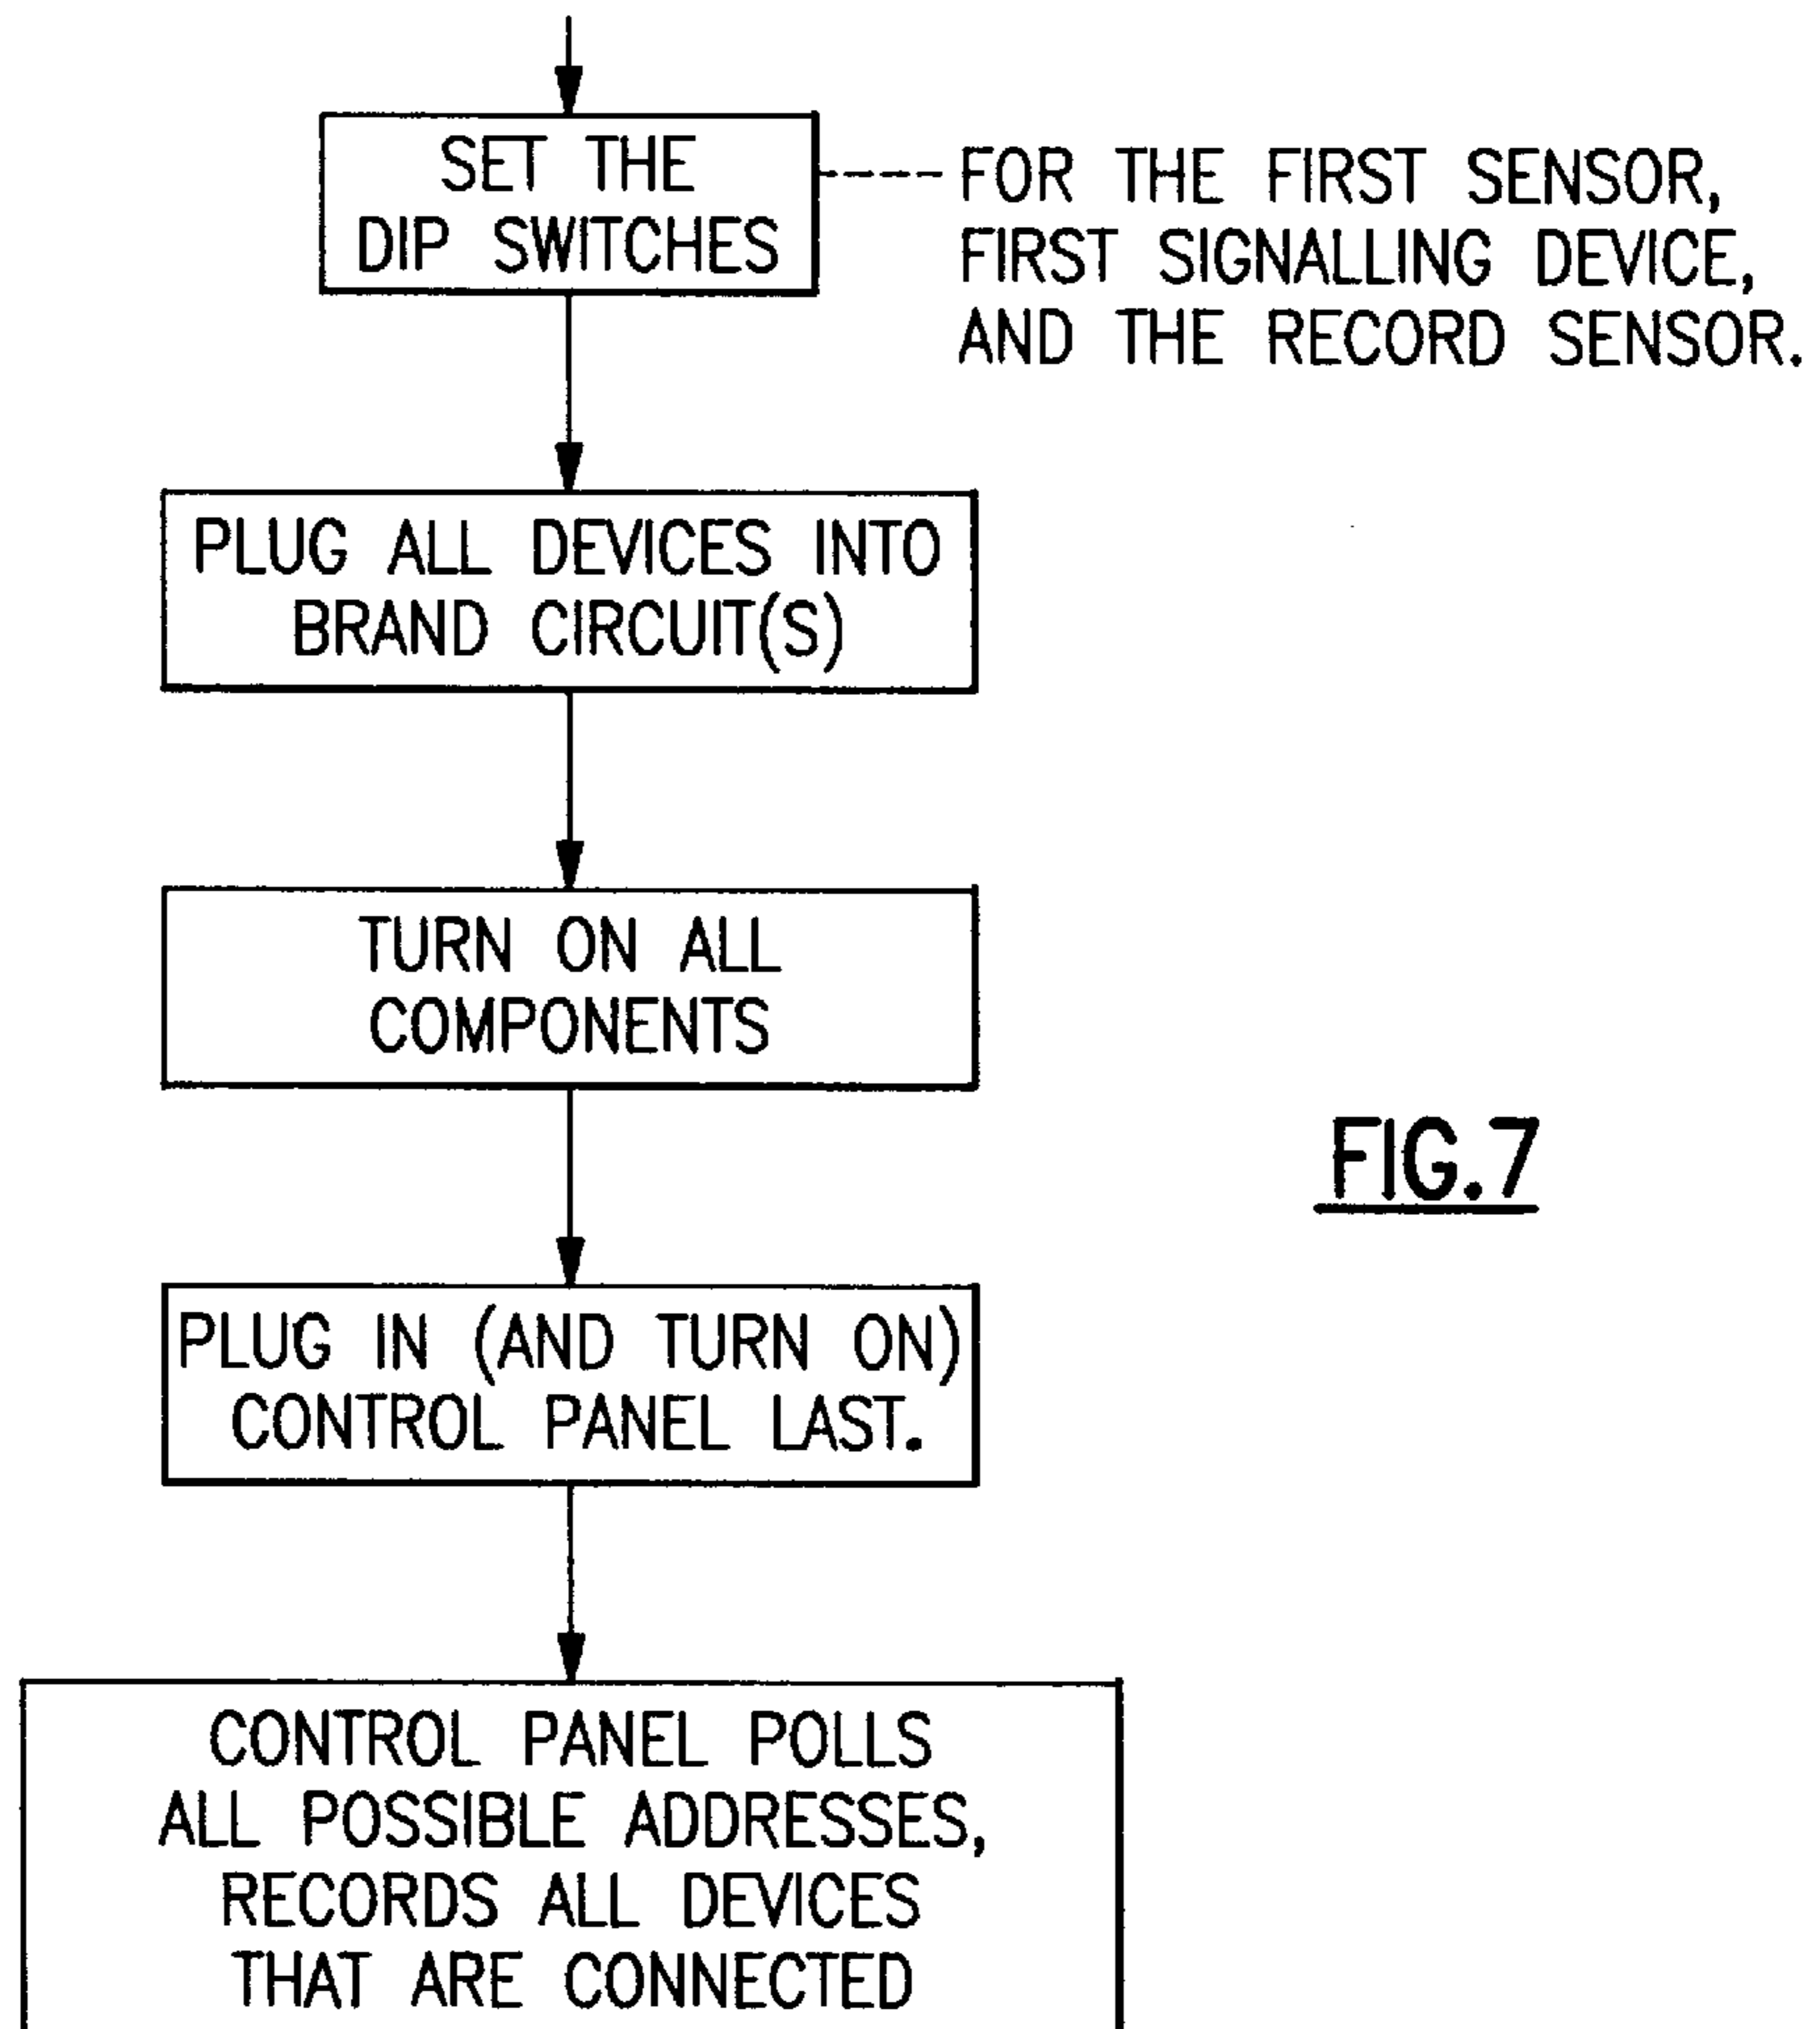 SET THE
DIP SWITCHES
FOR THE FIRST SENSOR,
FIRST SIGNALLING DEVICE,
AND THE RECORD SENSOR.
PLUG ALL DEVICES INTO
BRAND CIRCUIT(S)
TURN ON ALL
COMPONENTS
FIG.7
PLUG IN (AND TURN ON)
CONTROL PANEL LAST.
CONTROL PANEL POLLS
ALL POSSIBLE ADDRESSES,
RECORDS ALL DEVICES
THAT ARE CONNECTED